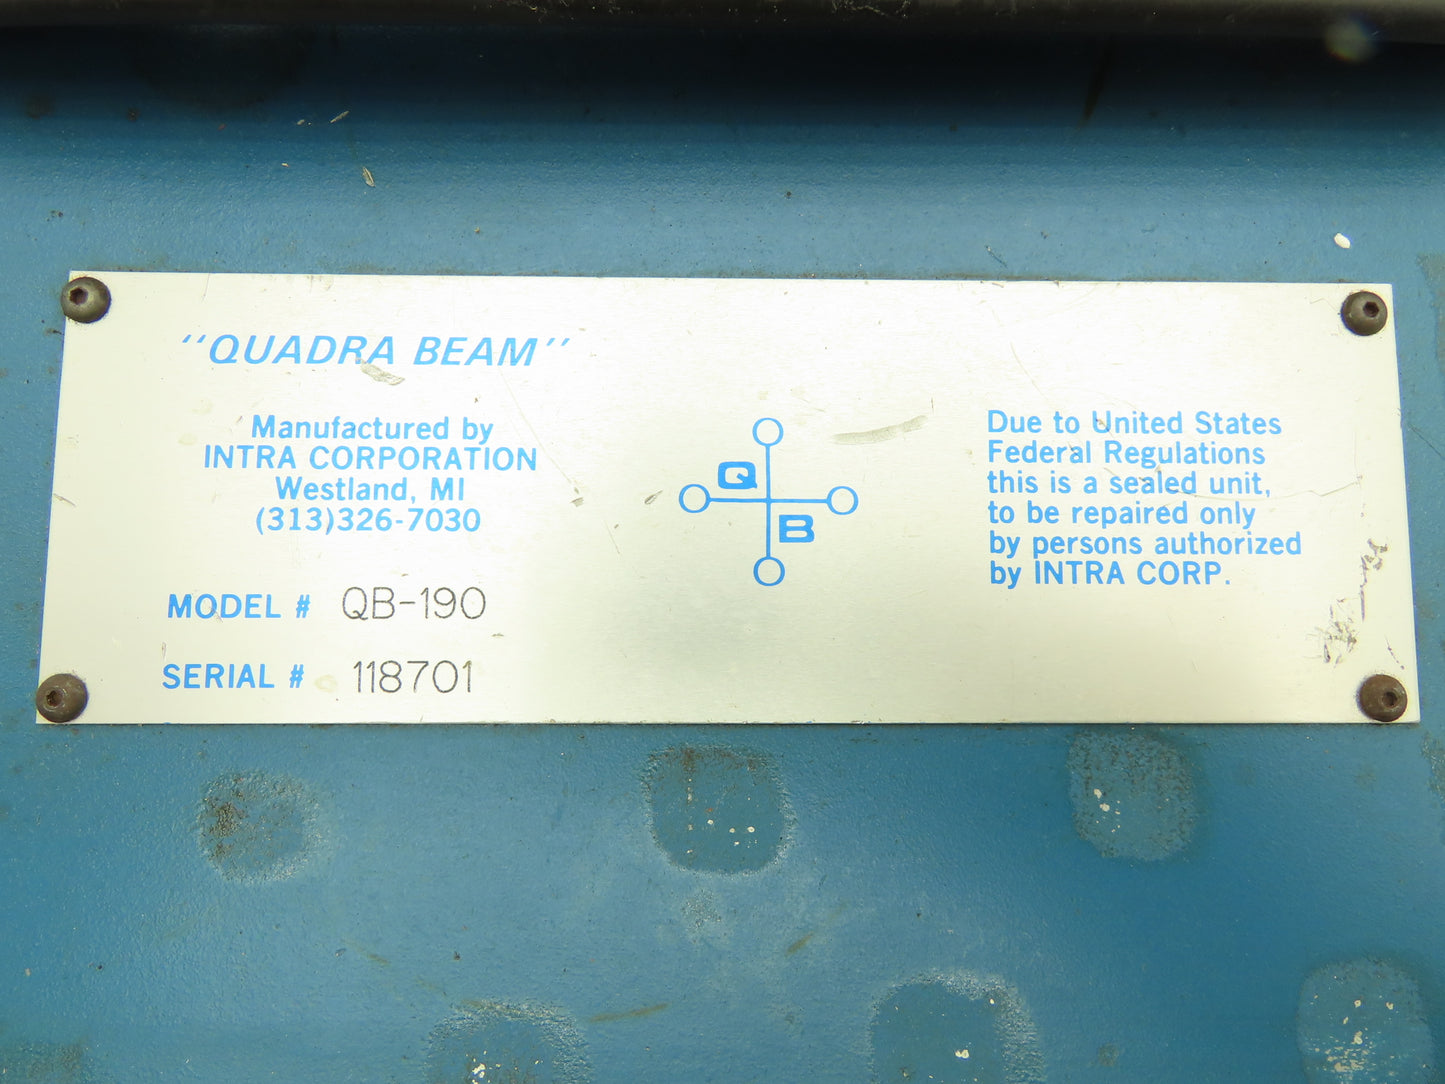 "QUADRA BEAM"
Manufactured by
INTRA CORPORATION
Westland, MI
(313)326-7030
MODEL # QB-190
SERIAL # 118701
Q
B
Due to United States
Federal Regulations
this is a sealed unit,
to be repaired only
by persons authorized
by INTRA CORP.